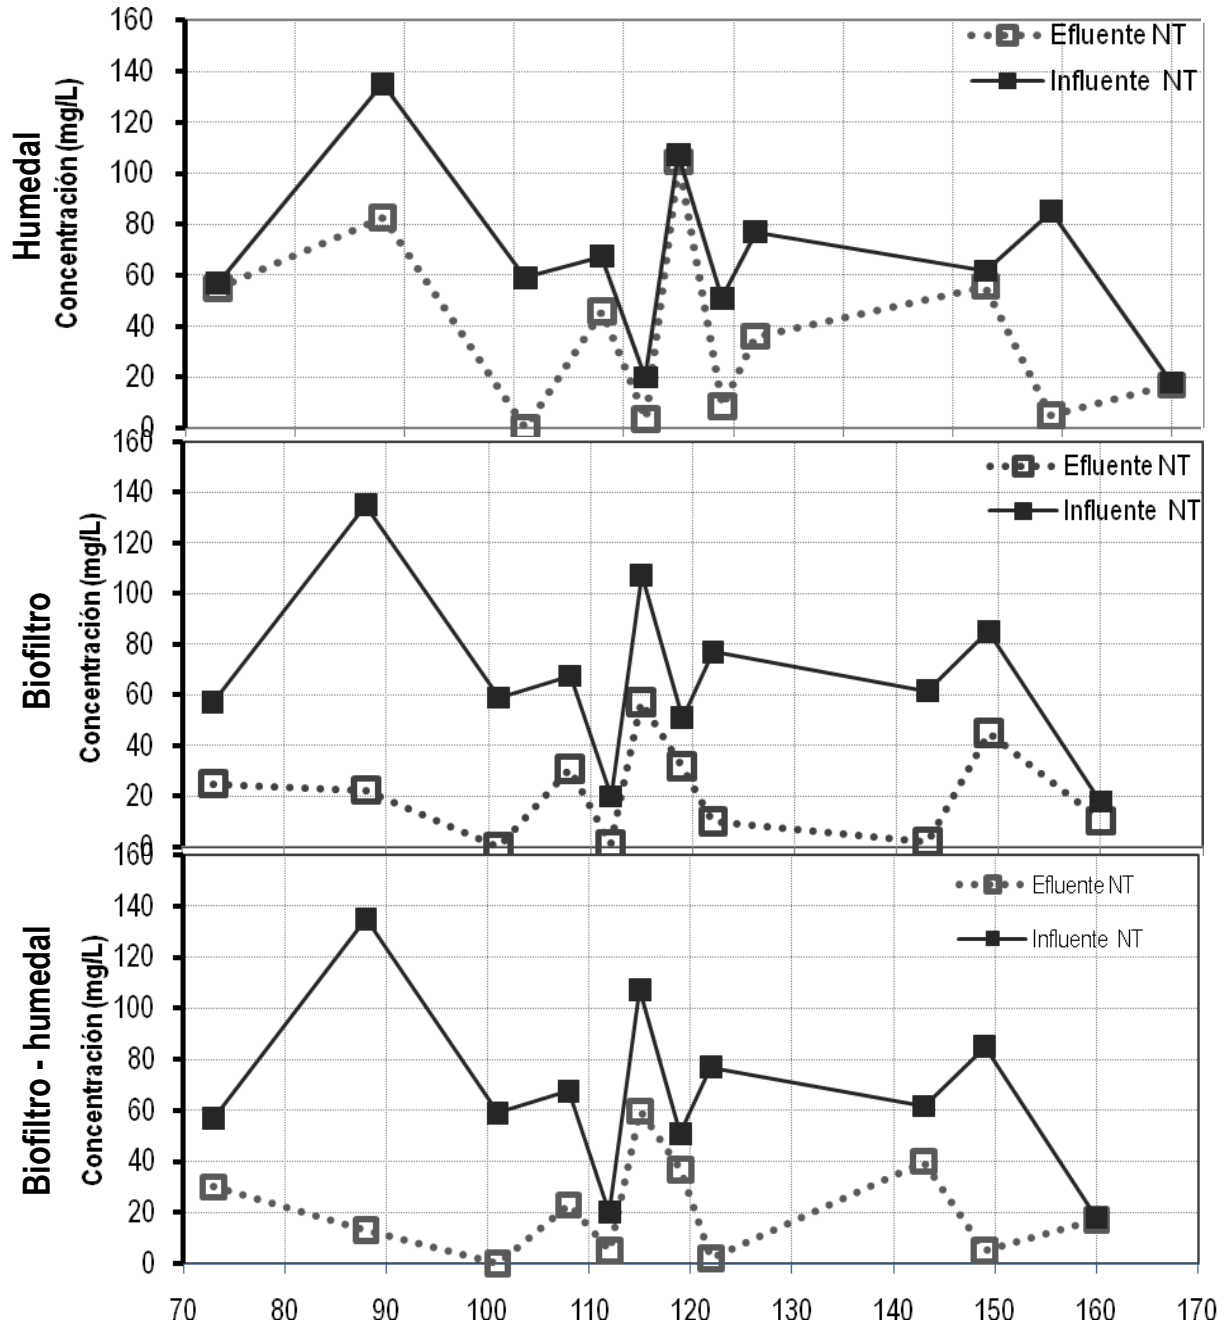 Humedal
Concentración (mg/L)
160
140
120
100
80
60
40
20
0
Efluente NT
Influente NT
Biofiltro
Concentración (mg/L)
160
140
120
100
80
60
40
20
0
Efluente NT
Influente NT
Biofiltro - humedal
Concentración (mg/L)
160
140
120
100
80
60
40
20
0
Efluente NT
Influente NT
70 80 90 100 110 120 130 140 150 160 170